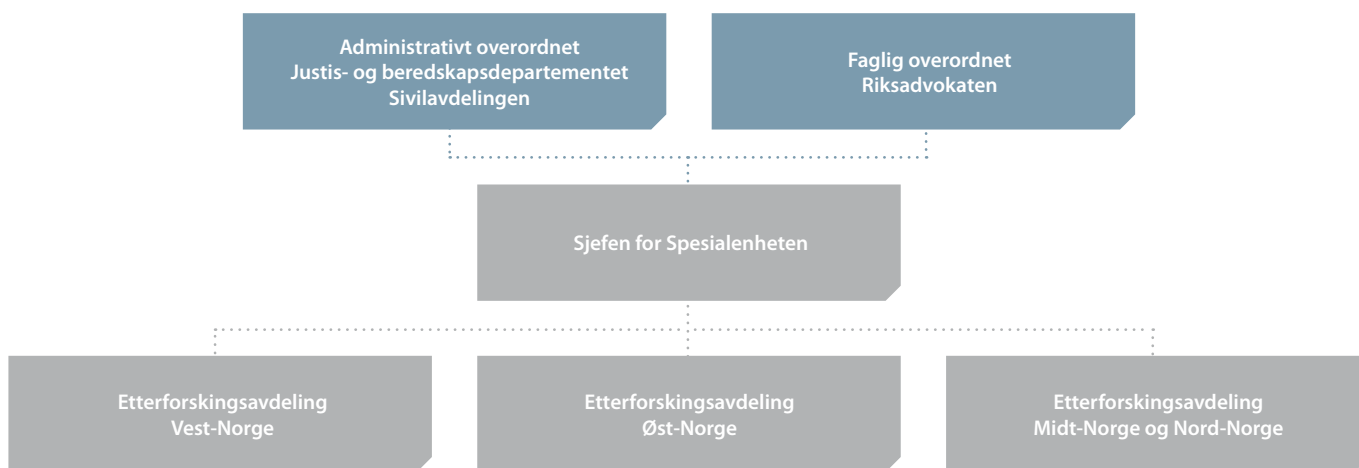 Administrativt overordnet
Justis- og beredskapsdepartementet
Sivilavdelingen
Faglig overordnet
Riksadvokaten
Sjefen for Spesialenheten
Etterforskingsavdeling
Vest-Norge
Etterforskingsavdeling
Øst-Norge
Etterforskingsavdeling
Midt-Norge og Nord-Norge